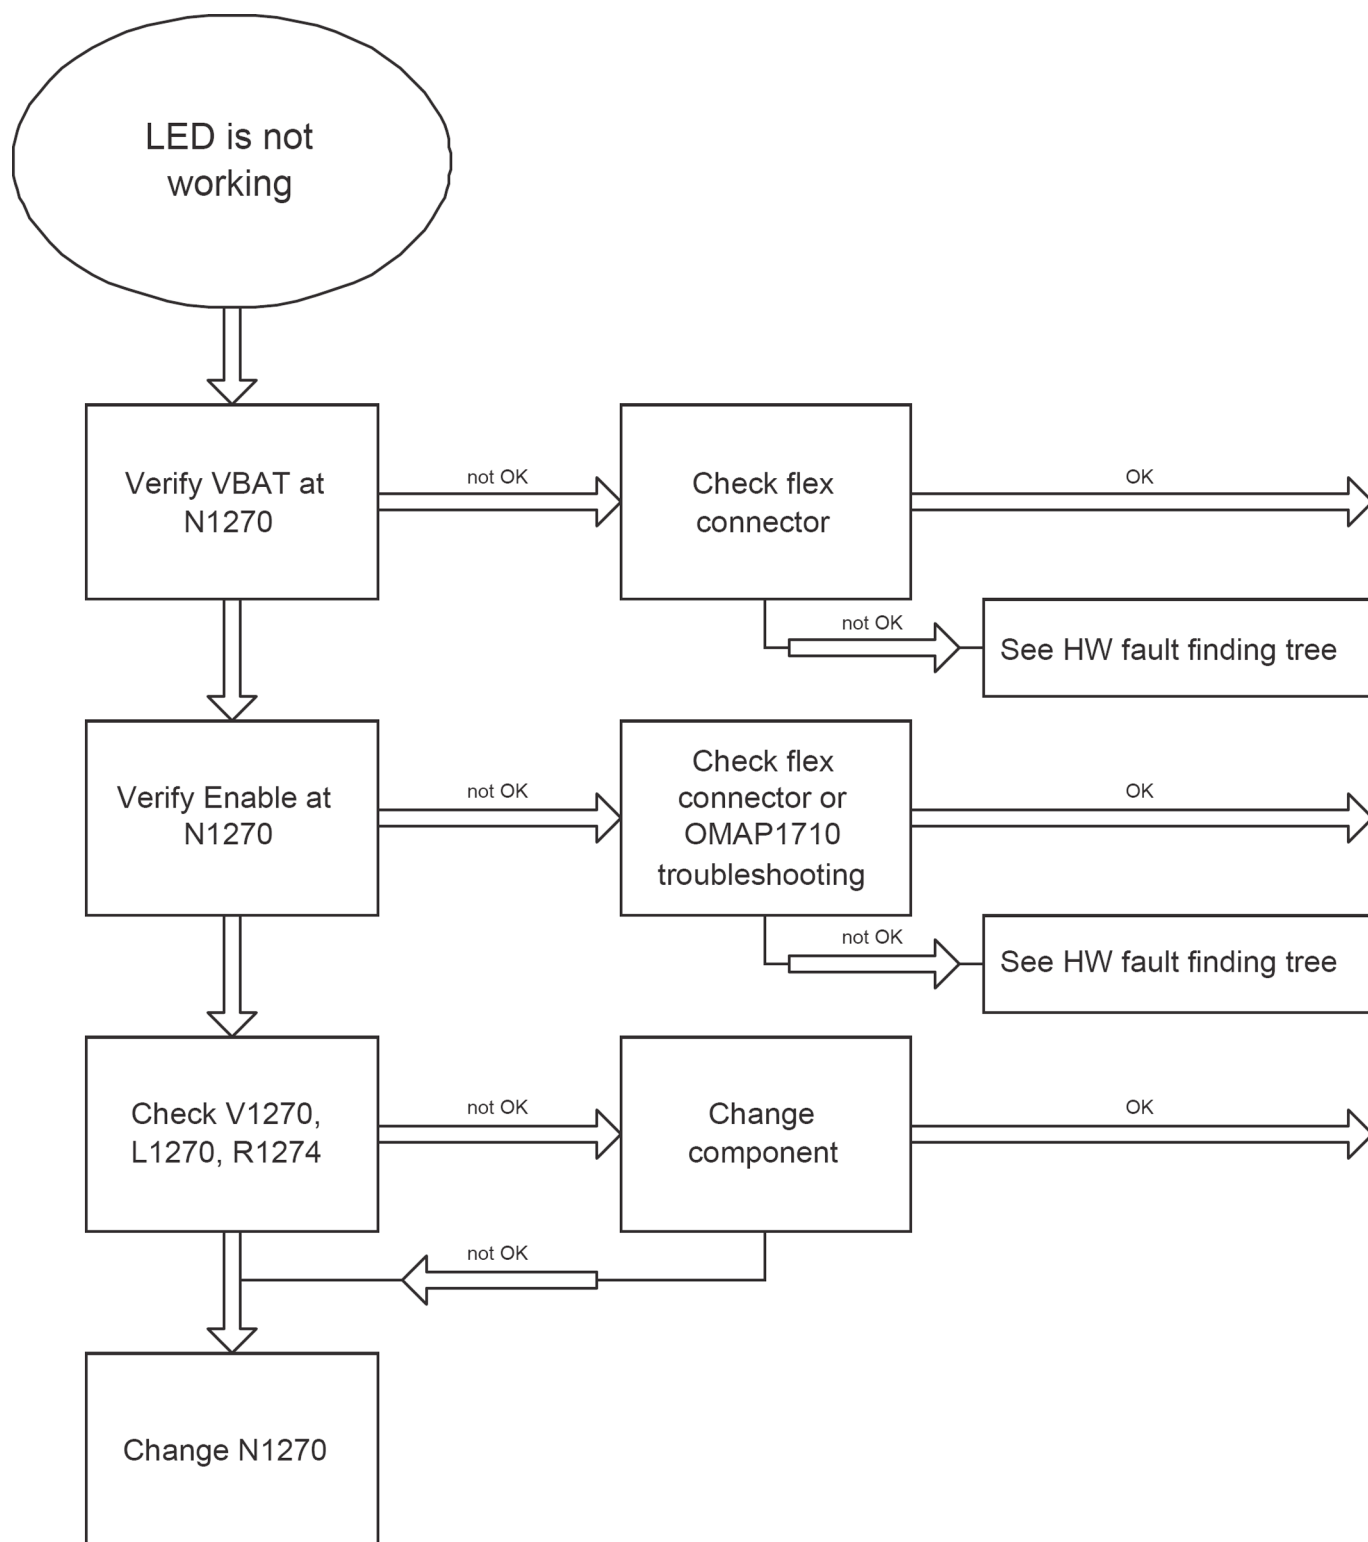 LED is not
working
Verify VBAT at
N1270
not OK
Check flex
connector
OK
not OK
See HW fault finding tree
Verify Enable at
N1270
not OK
Check flex
connector or
OMAP1710
troubleshooting
OK
not OK
See HW fault finding tree
Check V1270,
L1270, R1274
not OK
Change
component
OK
not OK
Change N1270